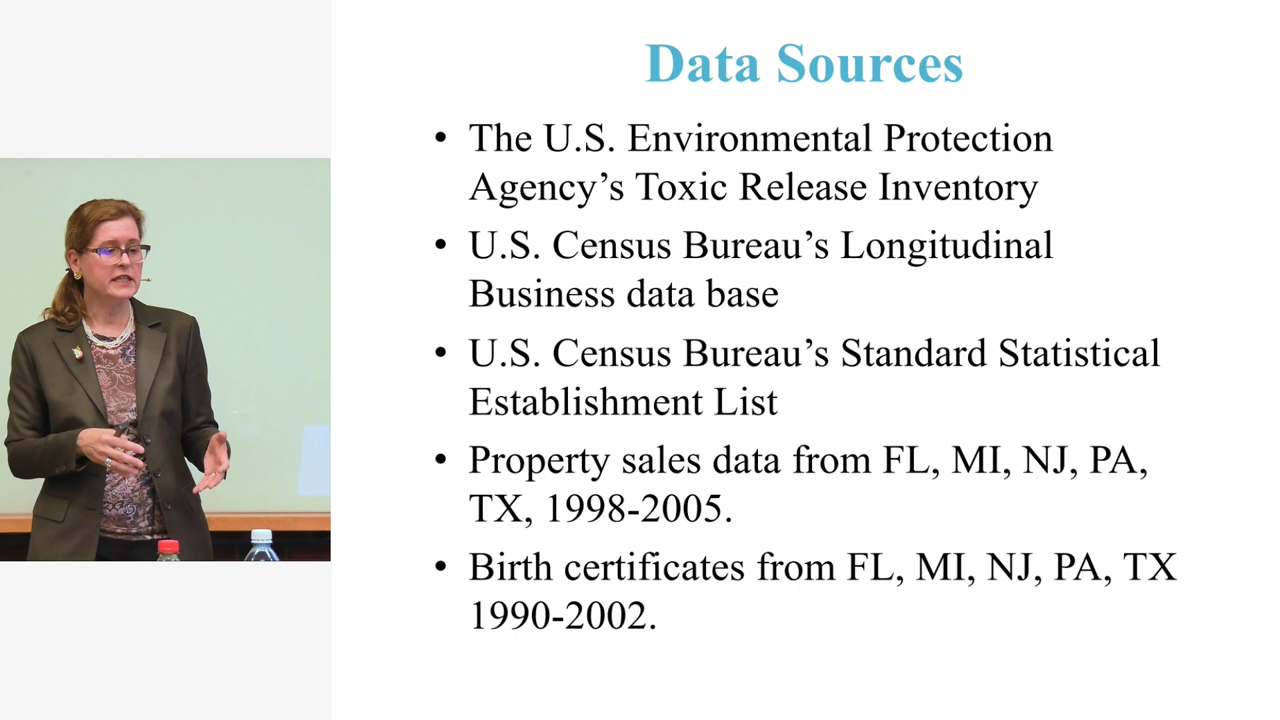 Data Sources
• The U.S. Environmental Protection
Agency’s Toxic Release Inventory
• U.S. Census Bureau’s Longitudinal
Business data base
• U.S. Census Bureau’s Standard Statistical
Establishment List
• Property sales data from FL, MI, NJ, PA,
TX, 1998-2005.
• Birth certificates from FL, MI, NJ, PA, TX
1990-2002.